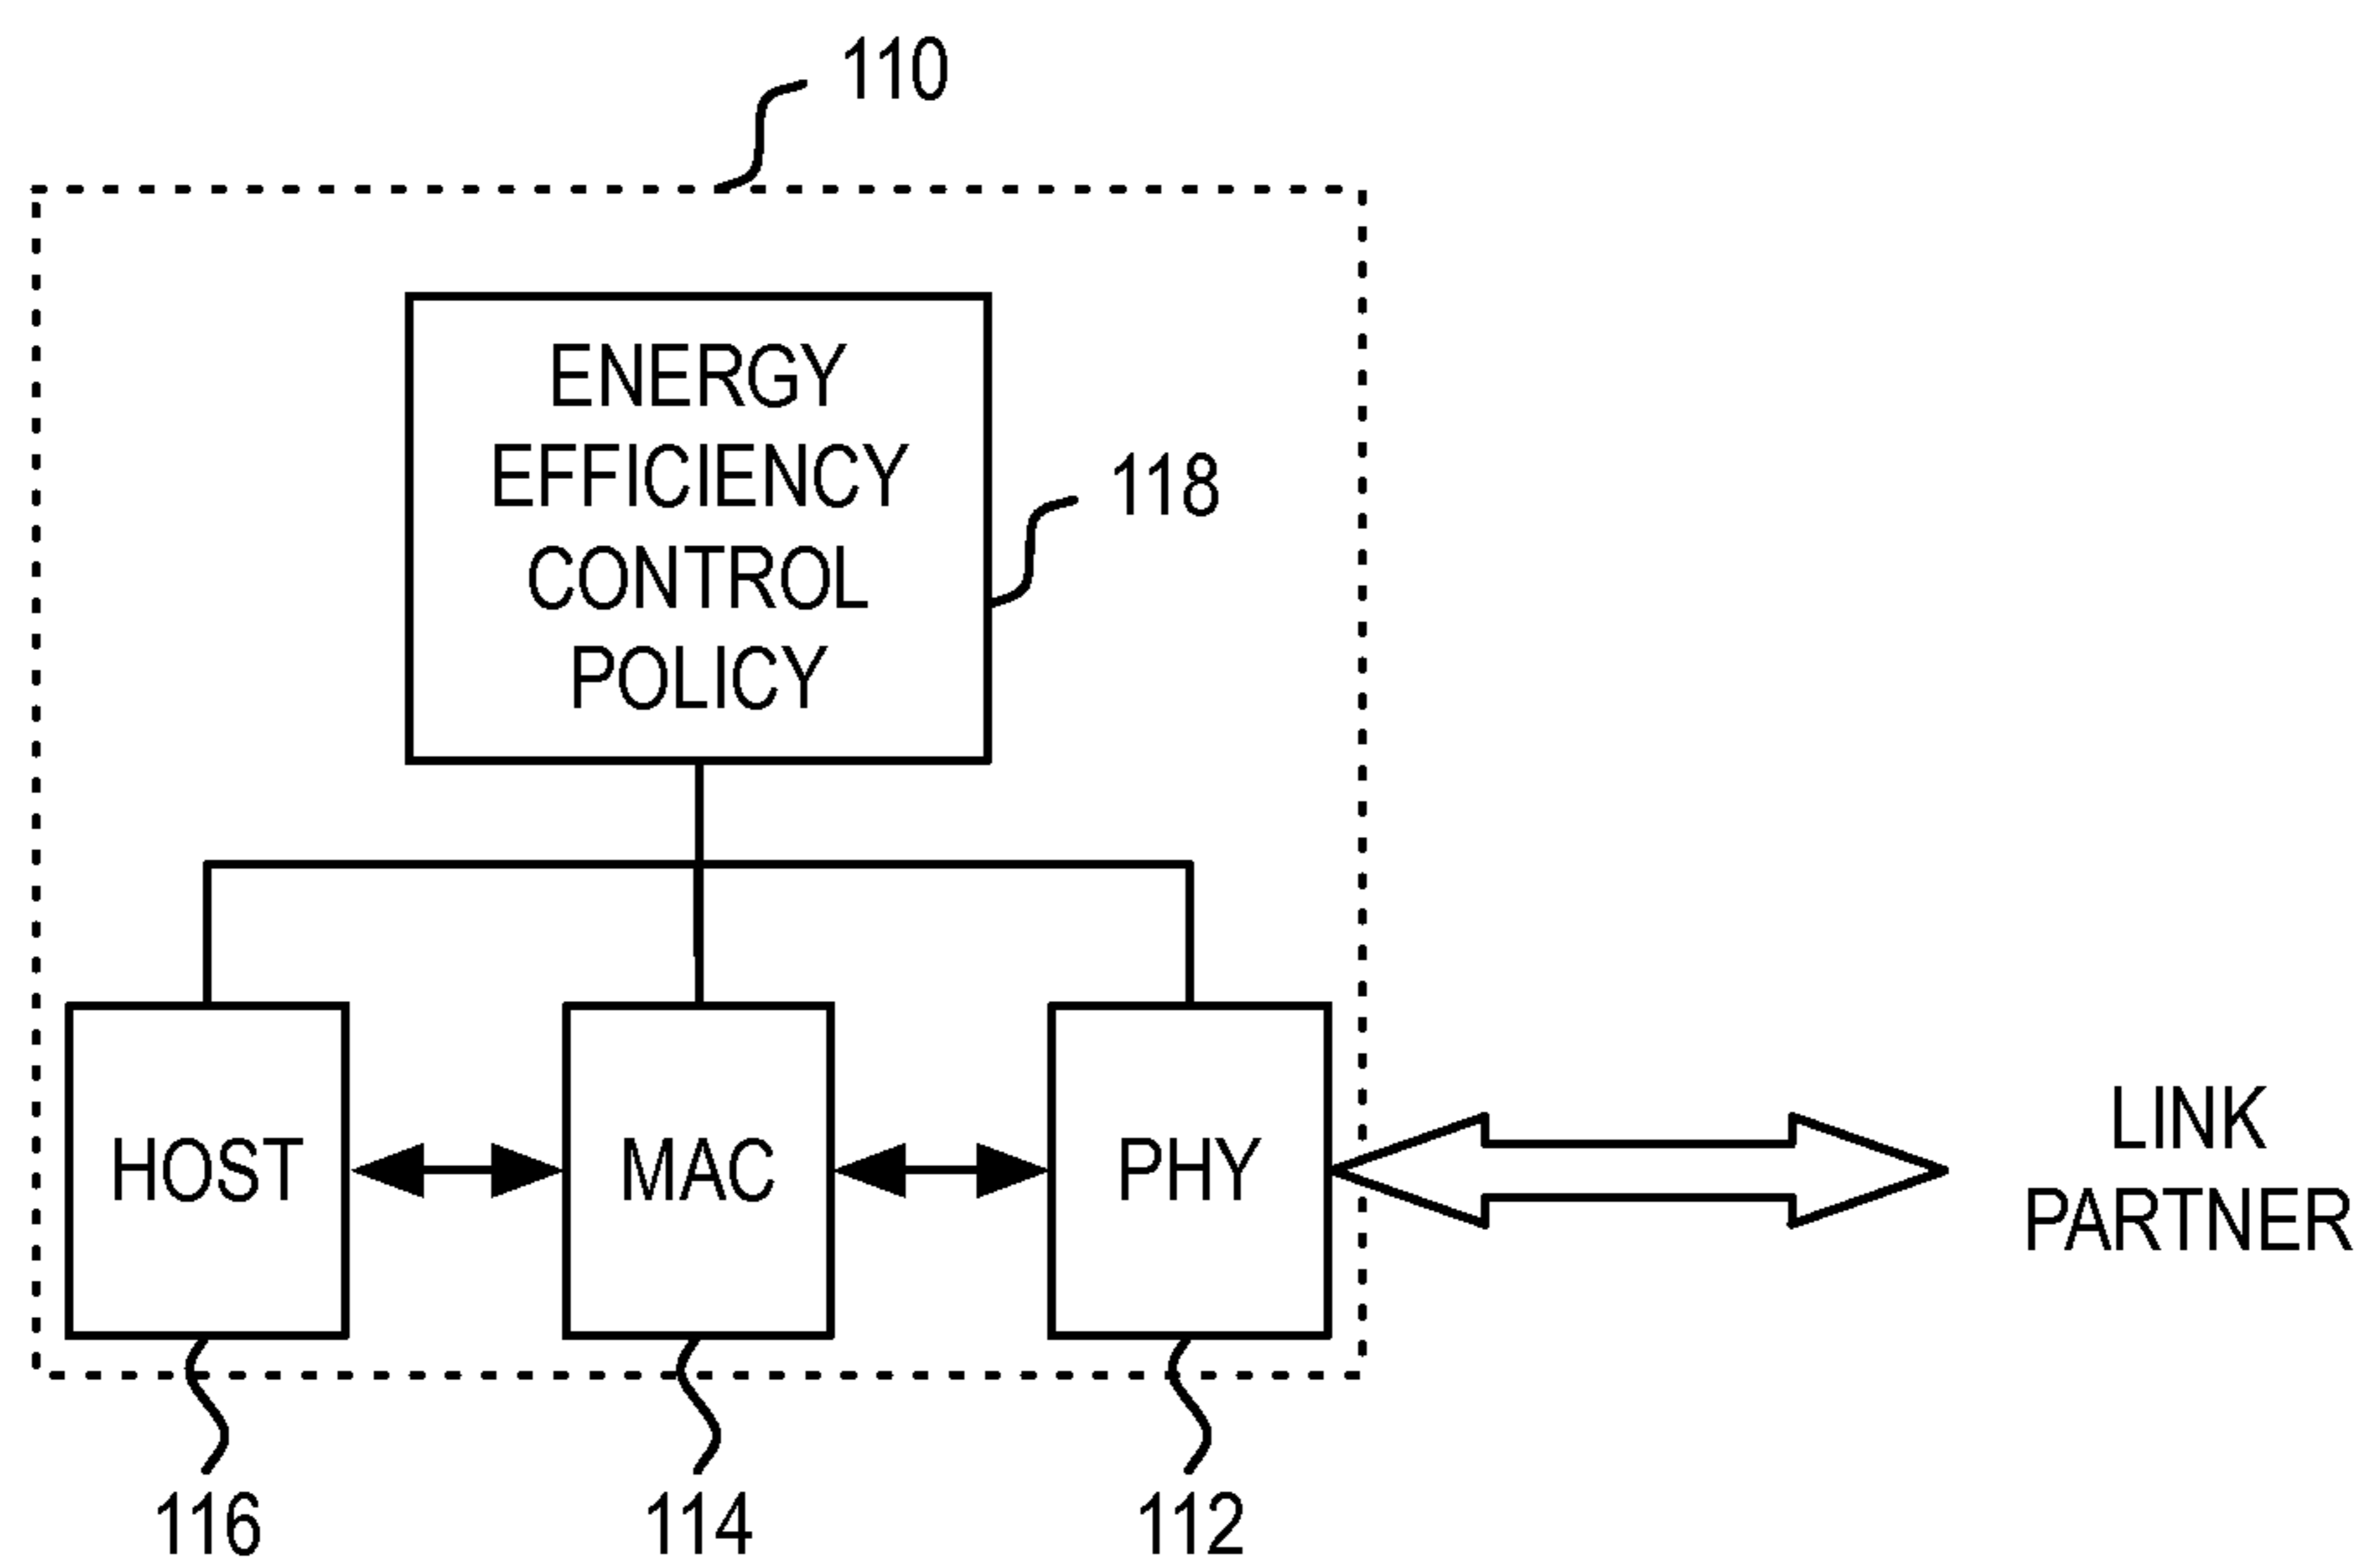 110
ENERGY
EFFICIENCY
CONTROL
POLICY
118
HOST
MAC
PHY
LINK
PARTNER
116
114
112